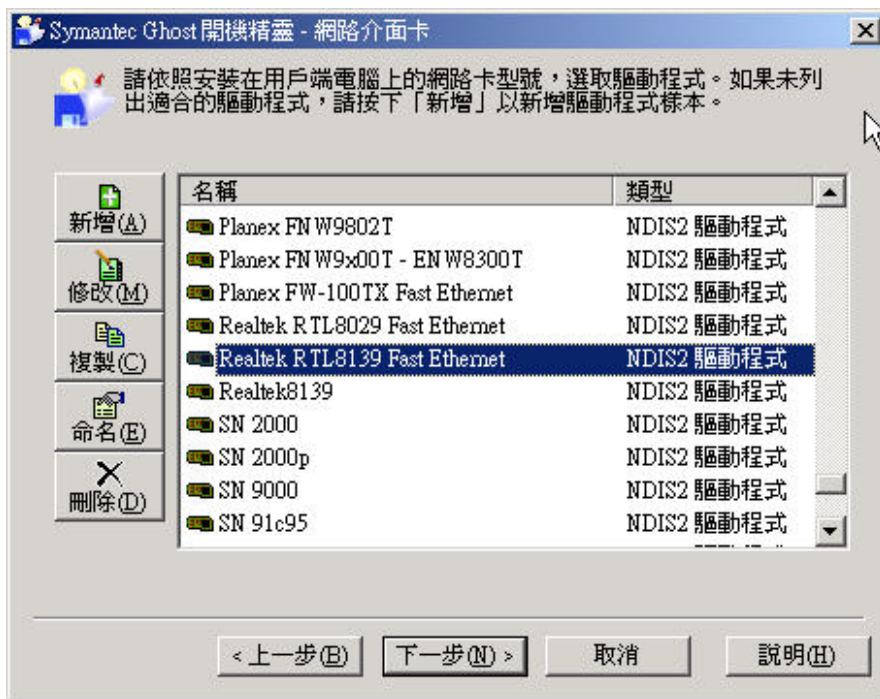 Symantec Ghost 開機精靈 - 網路介面卡
請依照安裝在用戶端電腦上的網路卡型號，選取驅動程式。如果未列
出適合的驅動程式，請按下「新增」以新增驅動程式樣本。
新增(A)
修改(M)
複製(C)
命名(E)
刪除(D)
名稱 類型
Planex FNW9802T NDIS2 驅動程式
Planex FNW9x00T - ENW8300T NDIS2 驅動程式
Planex FW-100TX Fast Ethernet NDIS2 驅動程式
Realtek RTL8029 Fast Ethernet NDIS2 驅動程式
Realtek RTL8139 Fast Ethernet NDIS2 驅動程式
Realtek8139 NDIS2 驅動程式
SN 2000 NDIS2 驅動程式
SN 2000p NDIS2 驅動程式
SN 9000 NDIS2 驅動程式
SN 91c95 NDIS2 驅動程式
<上一步(B) 下一步(N)> 取消 説明(H)